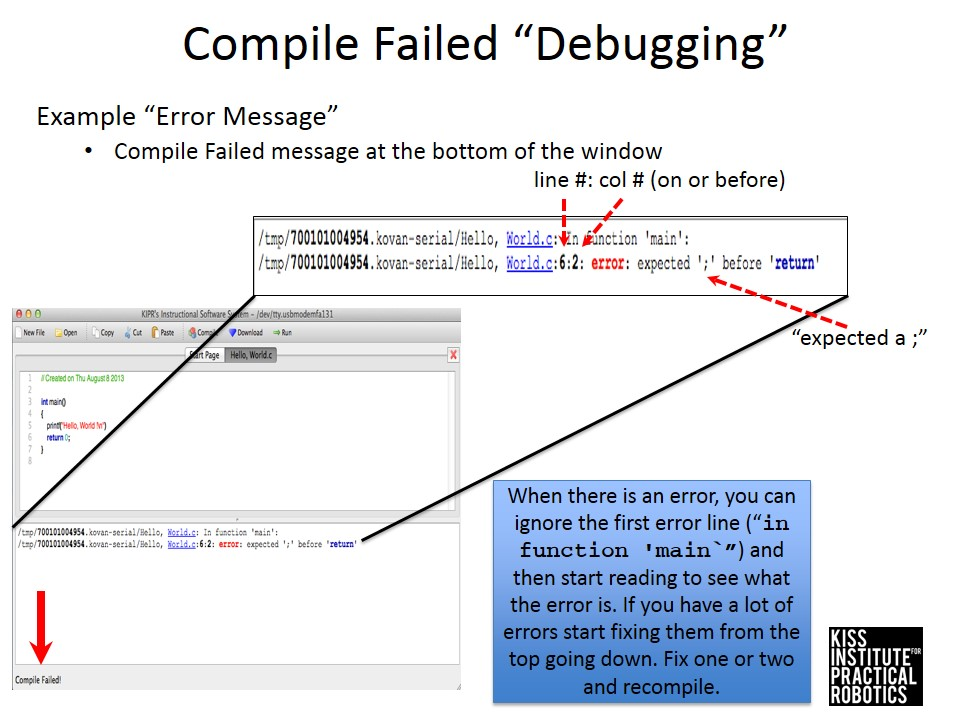 Compile Failed “Debugging”
Example “Error Message”
• Compile Failed message at the bottom of the window
line #: col # (on or before)
/tmp/700101004954.kovan-serial/Hello, World.c: In function 'main':
/tmp/700101004954.kovan-serial/Hello, World.c:6:2: error: expected ';' before 'return'
“expected a ;”
KIPR's Instructional Software System - /dev/tty.usbmodemfa131
New File Open Copy Cut Paste Compile Download Run
Start Page Hello, World.c
1 // Created on Thu August 8 2013
2
3 int main()
4 {
5 printf("Hello, World !\n")
6 return 0;
7 }
8
/tmp/700101004954.kovan-serial/Hello, World.c: In function 'main':
/tmp/700101004954.kovan-serial/Hello, World.c:6:2: error: expected ';' before 'return'
Compile Failed!
When there is an error, you can
ignore the first error line (“in
function 'main`”) and
then start reading to see what
the error is. If you have a lot of
errors start fixing them from the
top going down. Fix one or two
and recompile.
KISS
INSTITUTE FOR
PRACTICAL
ROBOTICS